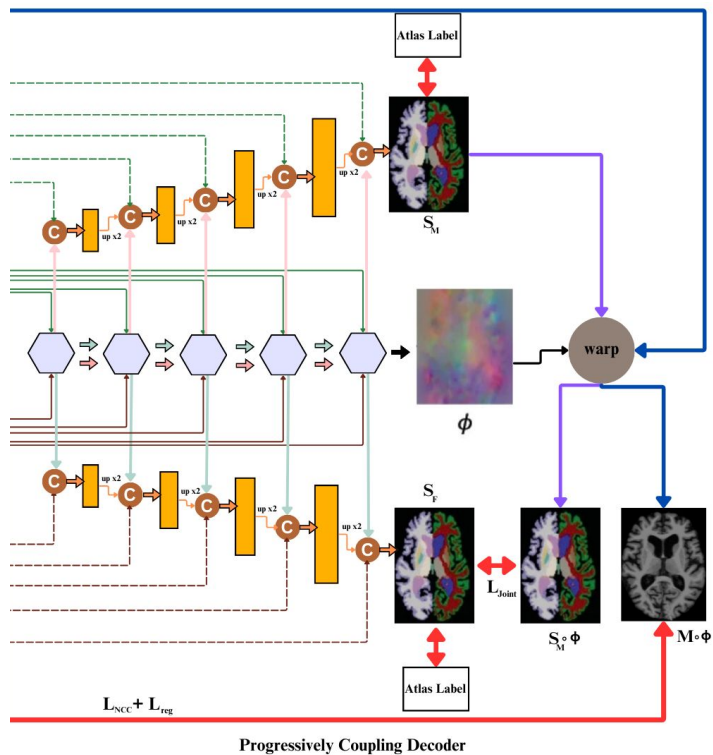 Atlas Label
C
up x2
C
up x2
C
up x2
C
up x2
C
S_M
warp
ϕ
C
up x2
C
up x2
C
up x2
C
up x2
C
S_F
L_Joint
S_M∘ϕ
M∘ϕ
Atlas Label
L_NCC + L_reg
Progressively Coupling Decoder